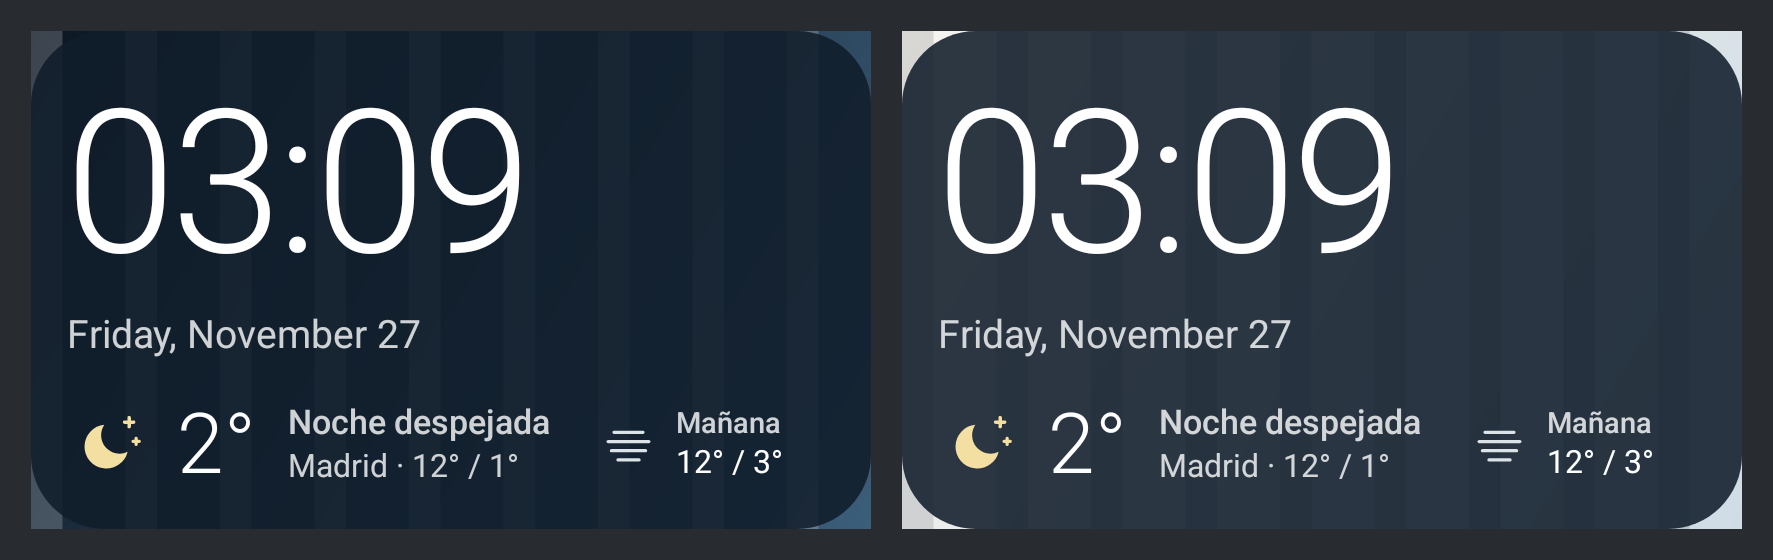 03:09
Friday, November 27
2°
Noche despejada
Madrid · 12° / 1°
Mañana
12° / 3°
03:09
Friday, November 27
2°
Noche despejada
Madrid · 12° / 1°
Mañana
12° / 3°